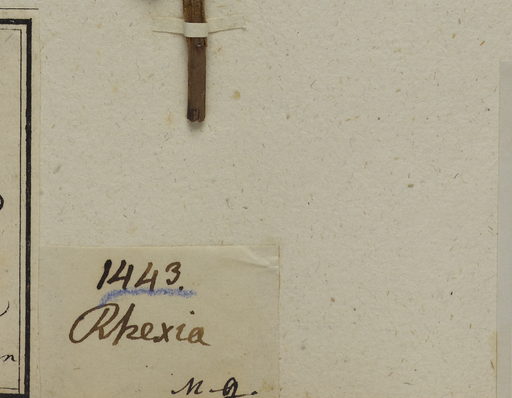 1443.
Rhexia
M. g.
n